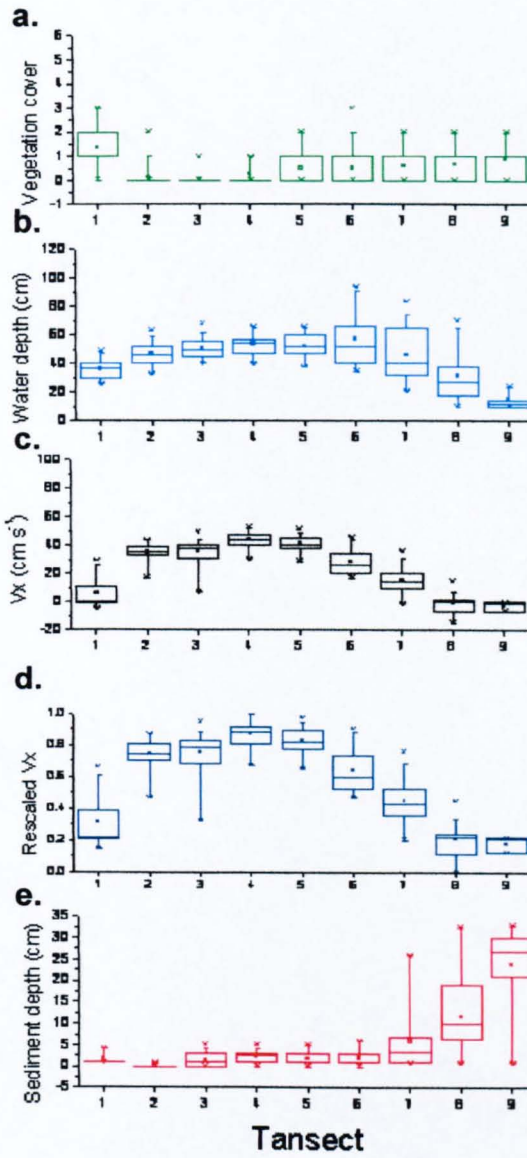 a.
Vegetation cover
6
5
4
3
2
1
0
-1
1 2 3 4 5 6 7 8 9
b.
Water depth (cm)
120
100
80
60
40
20
0
1 2 3 4 5 6 7 8 9
c.
Vx (cm s⁻¹)
100
80
60
40
20
0
-20
1 2 3 4 5 6 7 8 9
d.
Rescaled Vx
1.0
0.8
0.6
0.4
0.2
0.0
1 2 3 4 5 6 7 8 9
e.
Sediment depth (cm)
35
30
25
20
15
10
5
0
-5
1 2 3 4 5 6 7 8 9
Tansect